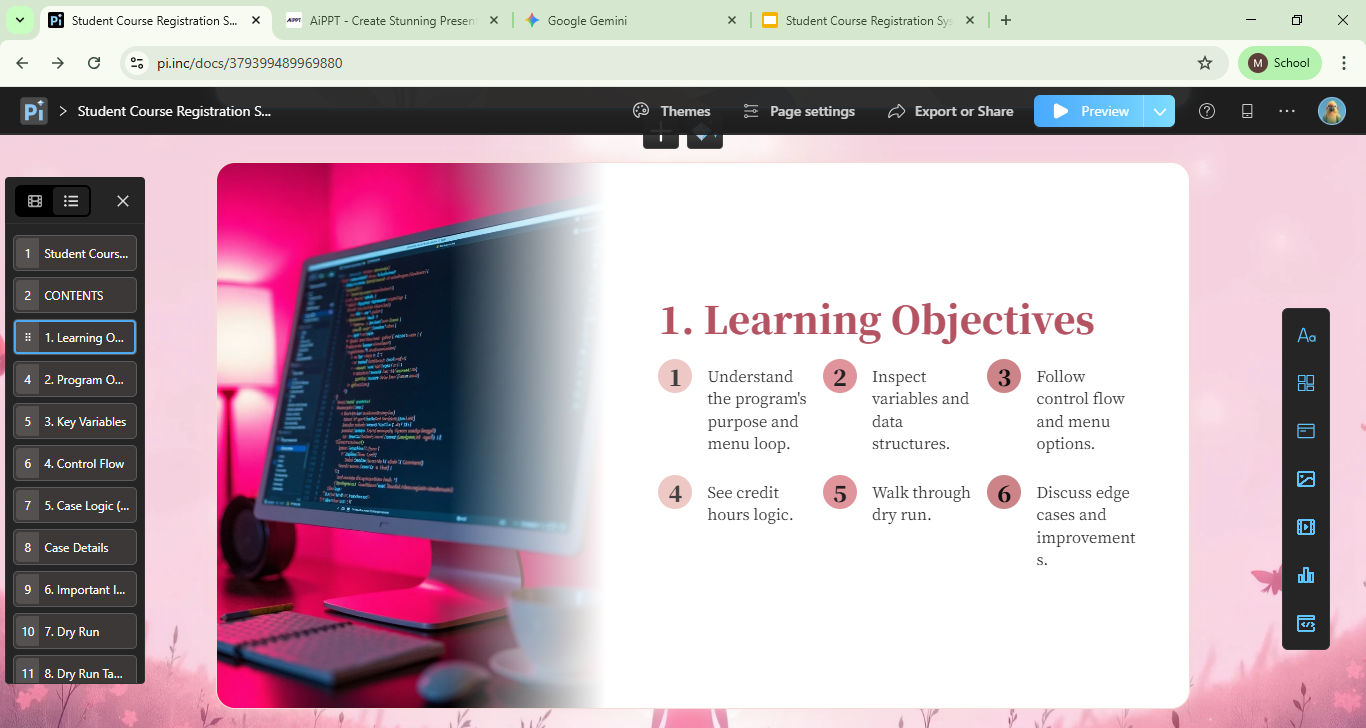 Student Course Registration S...
AiPPT
AiPPT - Create Stunning Presen
Google Gemini
Student Course Registration Sys
pi.inc/docs/379399489969880
M
School
Pi
Student Course Registration S...
Themes
Page settings
Export or Share
Preview
1 Student Cours...
2 CONTENTS
1. Learning O...
4 2. Program O...
5 3. Key Variables
6 4. Control Flow
7 5. Case Logic (...
8 Case Details
9 6. Important I...
10 7. Dry Run
11 8. Dry Run Ta...
1. Learning Objectives
1
Understand
the program's
purpose and
menu loop.
2
Inspect
variables and
data
structures.
3
Follow
control flow
and menu
options.
4
See credit
hours logic.
5
Walk through
dry run.
6
Discuss edge
cases and
improvement
s.
Aa